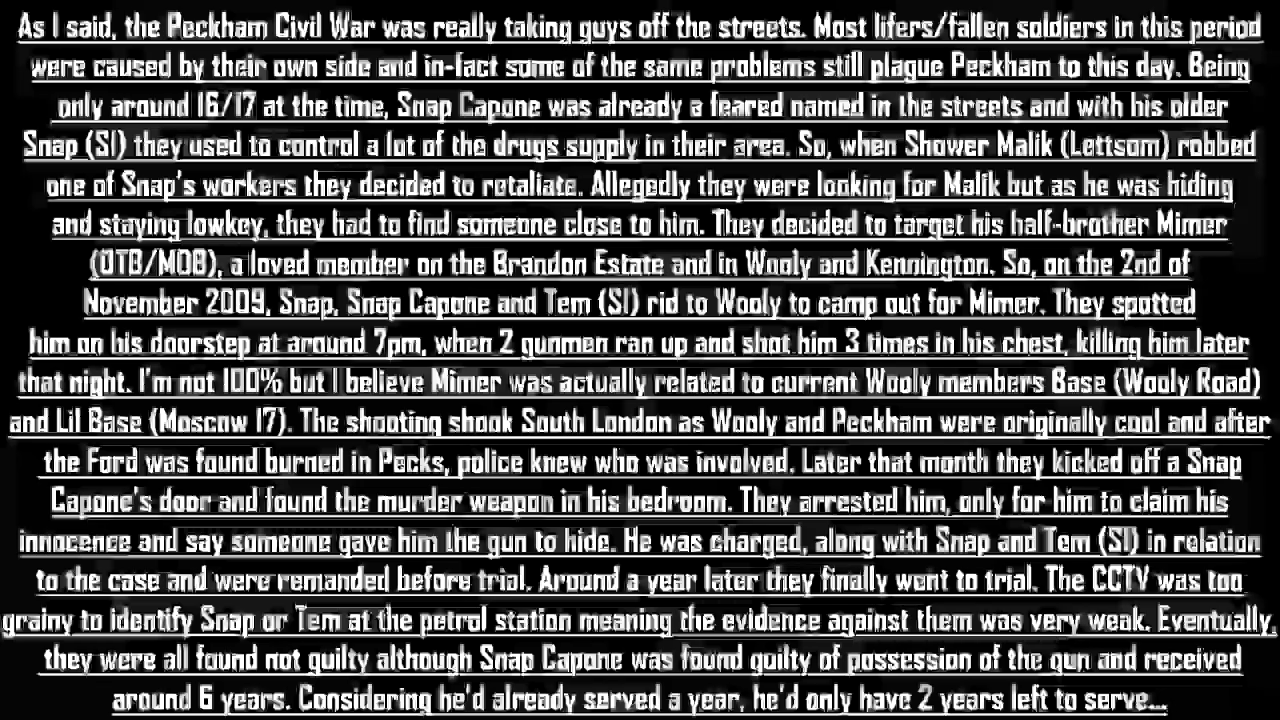 As I said, the Peckham Civil War was really taking guys off the streets. Most lifers/fallen soldiers in this period
were caused by their own side and in-fact some of the same problems still plague Peckham to this day. Being
only around 16/17 at the time, Snap Capone was already a feared named in the streets and with his older
Snap (SI) they used to control a lot of the drugs supply in their area. So, when Shower Malik (Lettsom) robbed
one of Snap's workers they decided to retaliate. Allegedly they were looking for Malik but as he was hiding
and staying lowkey, they had to find someone close to him. They decided to target his half-brother Mimer
(OTB/MOB), a loved member on the Brandon Estate and in Wooly and Kennington. So, on the 2nd of
November 2009, Snap, Snap Capone and Tem (SI) rid to Wooly to camp out for Mimer. They spotted
him on his doorstep at around 7pm, when 2 gunmen ran up and shot him 3 times in his chest, killing him later
that night. I'm not 100% but I believe Mimer was actually related to current Wooly members Base (Wooly Road)
and Lil Base (Moscow 17). The shooting shook South London as Wooly and Peckham were originally cool and after
the Ford was found burned in Pecks, police knew who was involved. Later that month they kicked off a Snap
Capone's door and found the murder weapon in his bedroom. They arrested him, only for him to claim his
innocence and say someone gave him the gun to hide. He was charged, along with Snap and Tem (SI) in relation
to the case and were remanded before trial. Around a year later they finally went to trial. The CCTV was too
grainy to identify Snap or Tem at the petrol station meaning the evidence against them was very weak. Eventually,
they were all found not guilty although Snap Capone was found guilty of possession of the gun and received
around 6 years. Considering he'd already served a year, he'd only have 2 years left to serve...